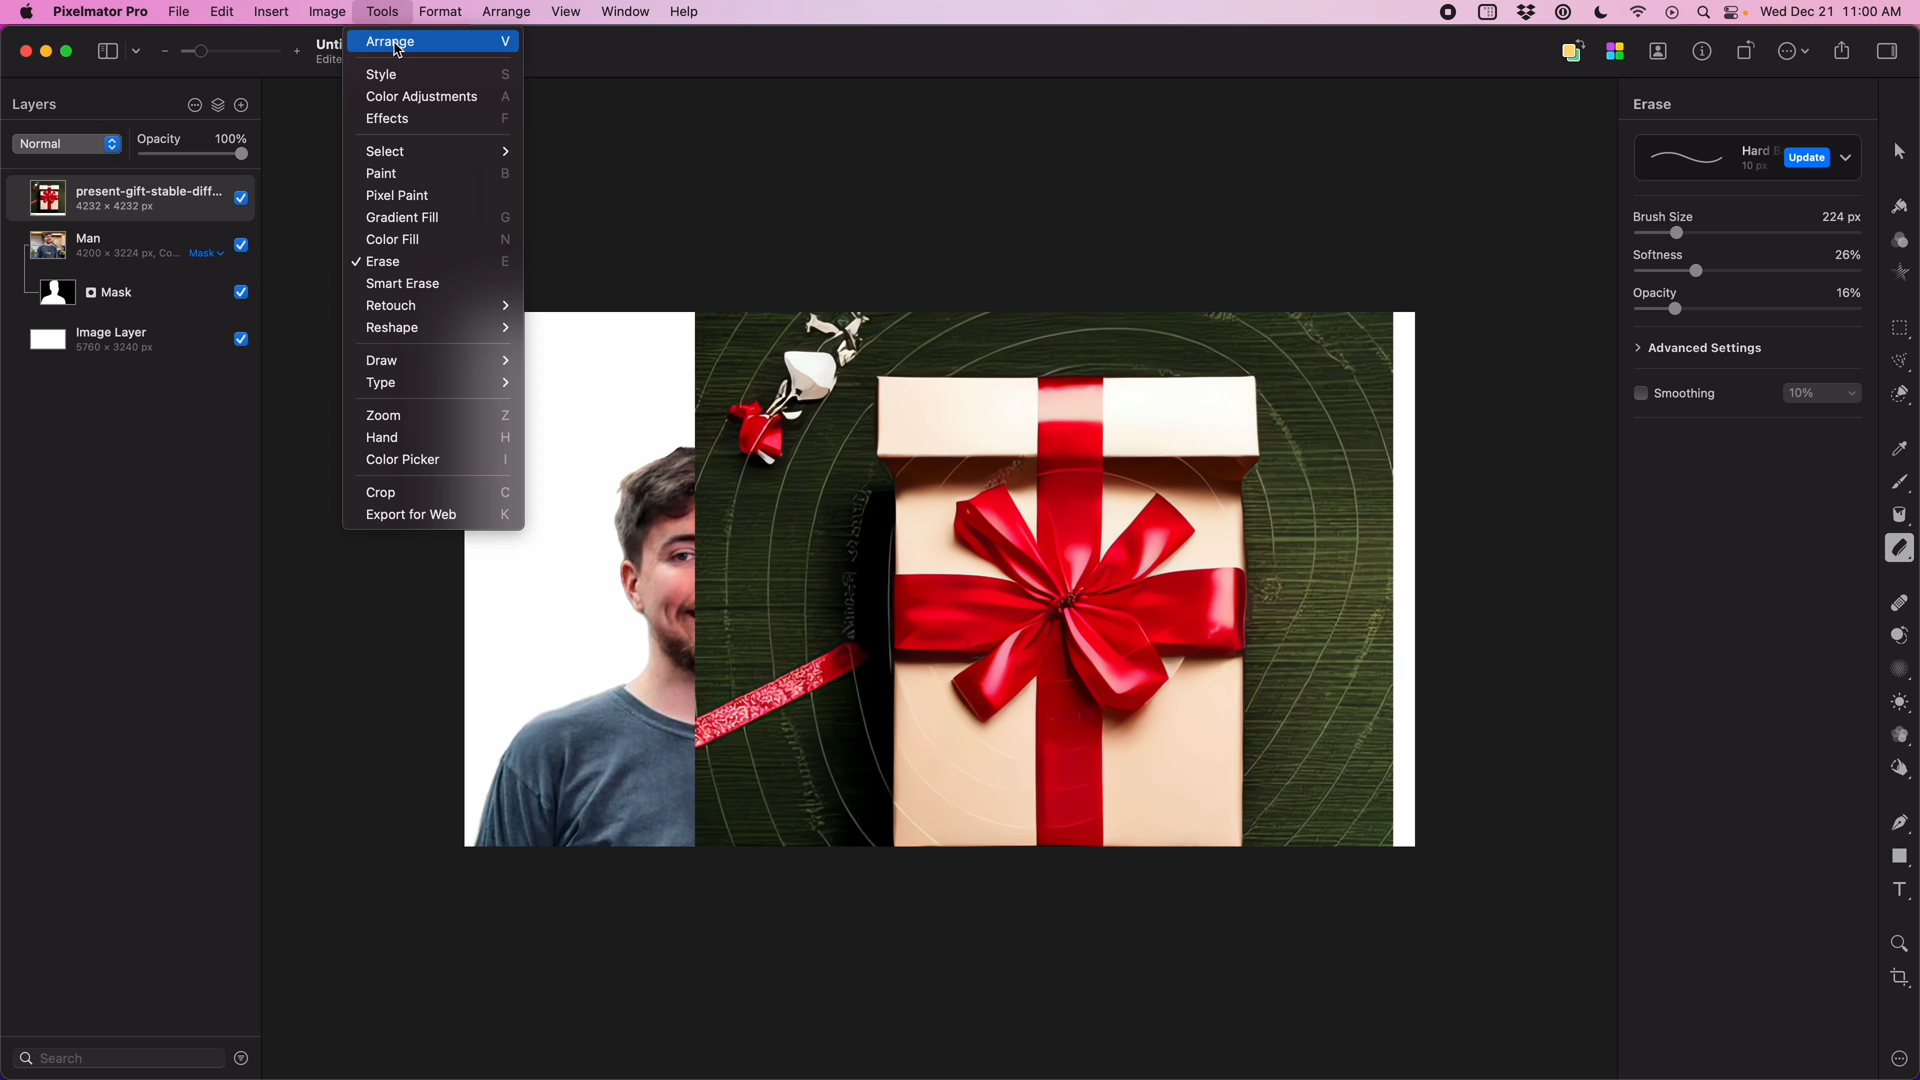 Pixelmator Pro File Edit Insert Image Tools Format Arrange View Window Help Wed Dec 21 11:00 AM
Unti
Edite
Arrange V
Style S
Color Adjustments A
Effects F
Select
Paint B
Pixel Paint
Gradient Fill G
Color Fill N
Erase E
Smart Erase
Retouch
Reshape
Draw
Type
Zoom Z
Hand H
Color Picker I
Crop C
Export for Web K
Layers
Normal Opacity 100%
present-gift-stable-diff...
4232 × 4232 px
Man
4200 × 3224 px, Co... Mask
Mask
Image Layer
5760 × 3240 px
Search
Erase
Hard B Update
10 px
Brush Size 224 px
Softness 26%
Opacity 16%
Advanced Settings
Smoothing 10%